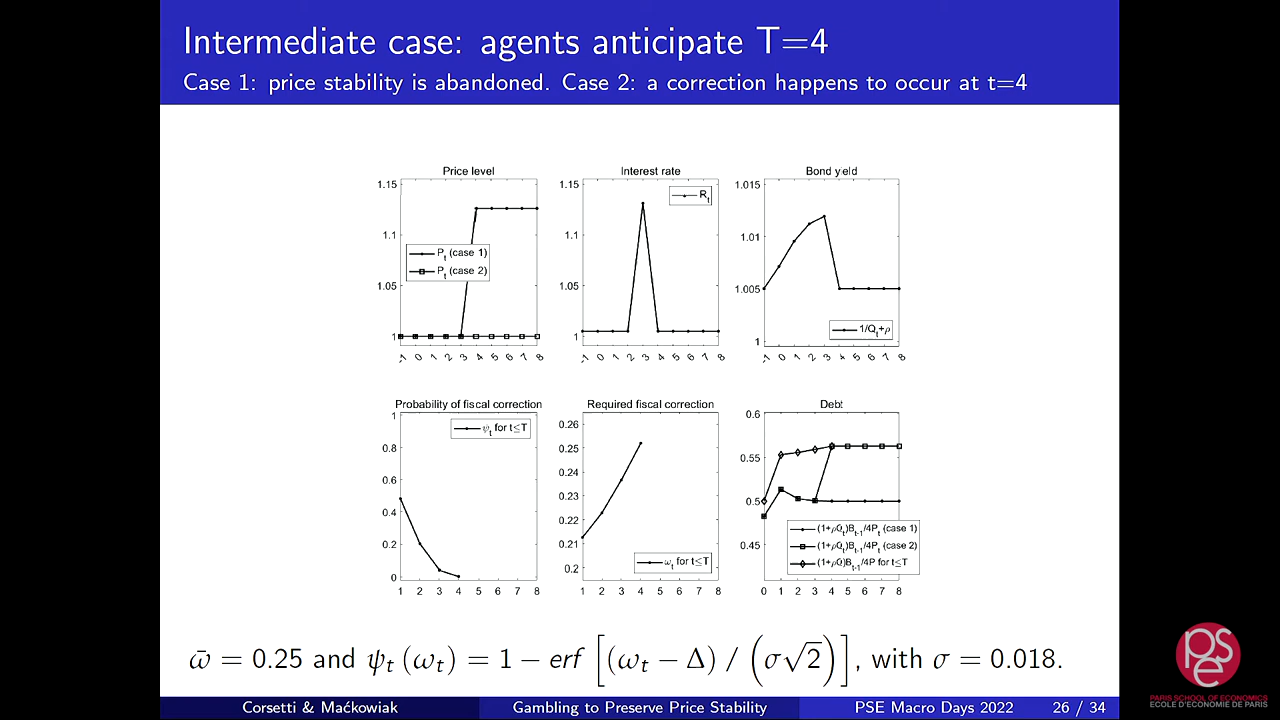 Intermediate case: agents anticipate T=4
Case 1: price stability is abandoned. Case 2: a correction happens to occur at t=4
Price level
1.15
1.1
1.05
1
P_t (case 1)
P_t (case 2)
-1 0 1 2 3 4 5 6 7 8
Interest rate
1.15
1.1
1.05
1
R_t
-1 0 1 2 3 4 5 6 7 8
Bond yield
1.015
1.01
1.005
1
1/Q_t+ρ
-1 0 1 2 3 4 5 6 7 8
Probability of fiscal correction
1
0.8
0.6
0.4
0.2
0
ψ_t for t≤T
1 2 3 4 5 6 7 8
Required fiscal correction
0.26
0.25
0.24
0.23
0.22
0.21
0.2
ω_t for t≤T
1 2 3 4 5 6 7 8
Debt
0.6
0.55
0.5
0.45
(1+ρQ_t)B_t-1/4P_t (case 1)
(1+ρQ_t)B_t-1/4P_t (case 2)
(1+ρQ)B_t-1/4P for t≤T
0 1 2 3 4 5 6 7 8
ω̄ = 0.25 and ψ_t (ω_t) = 1 − erf [(ω_t − Δ) / (σ√2)], with σ = 0.018.
pse
PARIS SCHOOL OF ECONOMICS
ECOLE D'ECONOMIE DE PARIS
Corsetti & Maćkowiak Gambling to Preserve Price Stability PSE Macro Days 2022 26 / 34